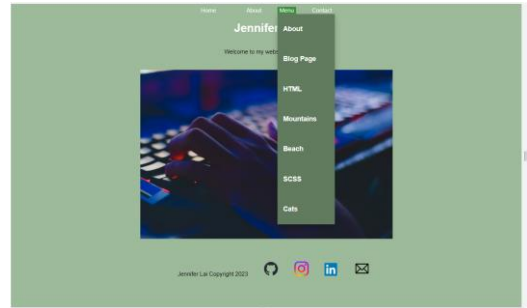 Home About Menu Contact
Jennifer
Welcome to my
About
Blog Page
HTML
Mountains
Beach
SCSS
Cats
Jennifer Lai Copyright 2023
in